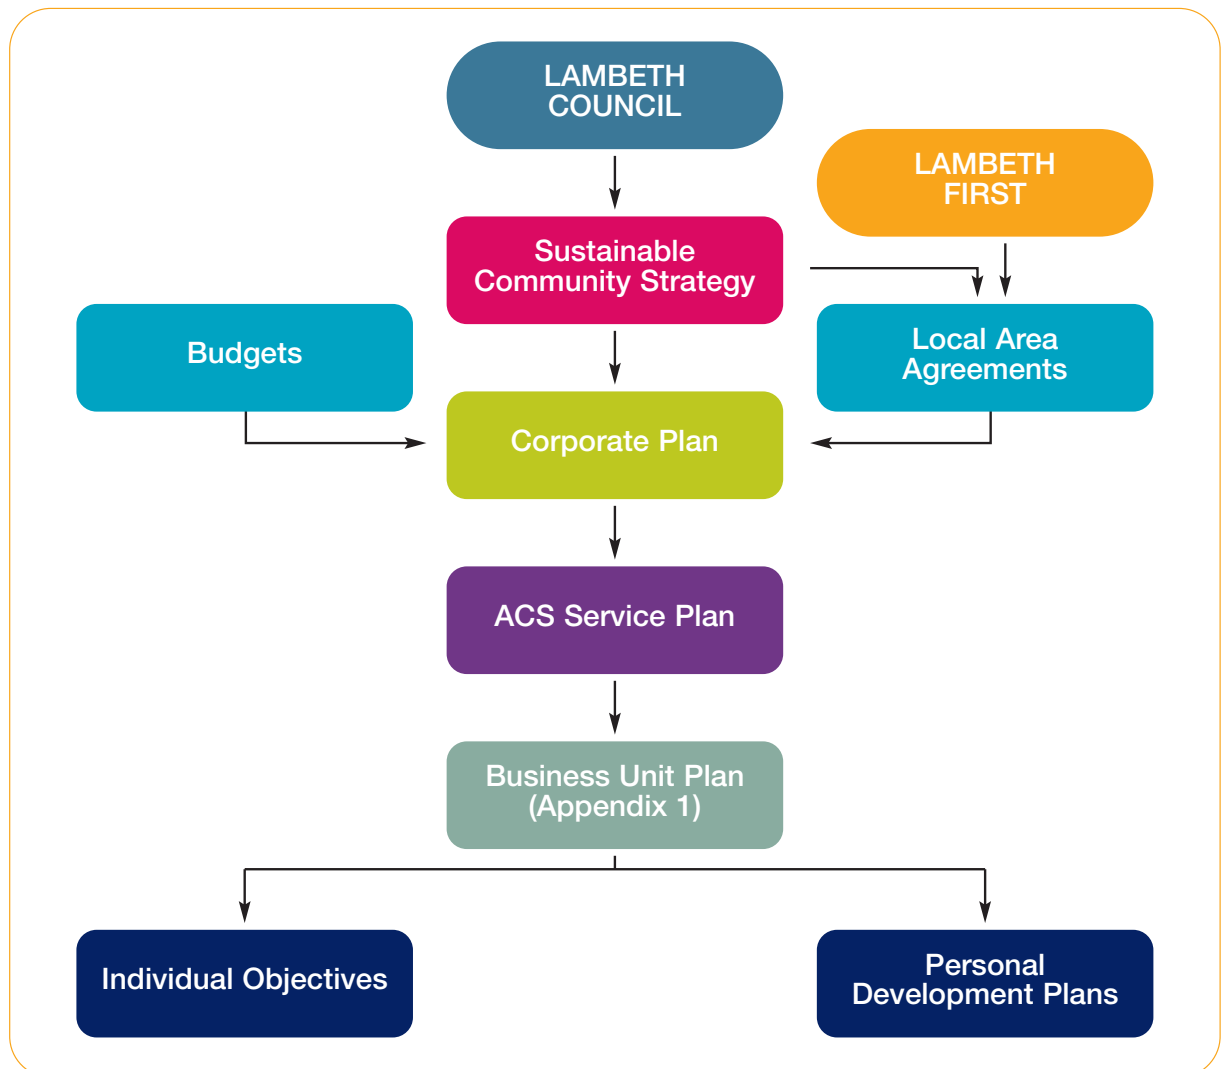 LAMBETH
COUNCIL
LAMBETH
FIRST
Sustainable
Community Strategy
Budgets
Local Area
Agreements
Corporate Plan
ACS Service Plan
Business Unit Plan
(Appendix 1)
Individual Objectives
Personal
Development Plans